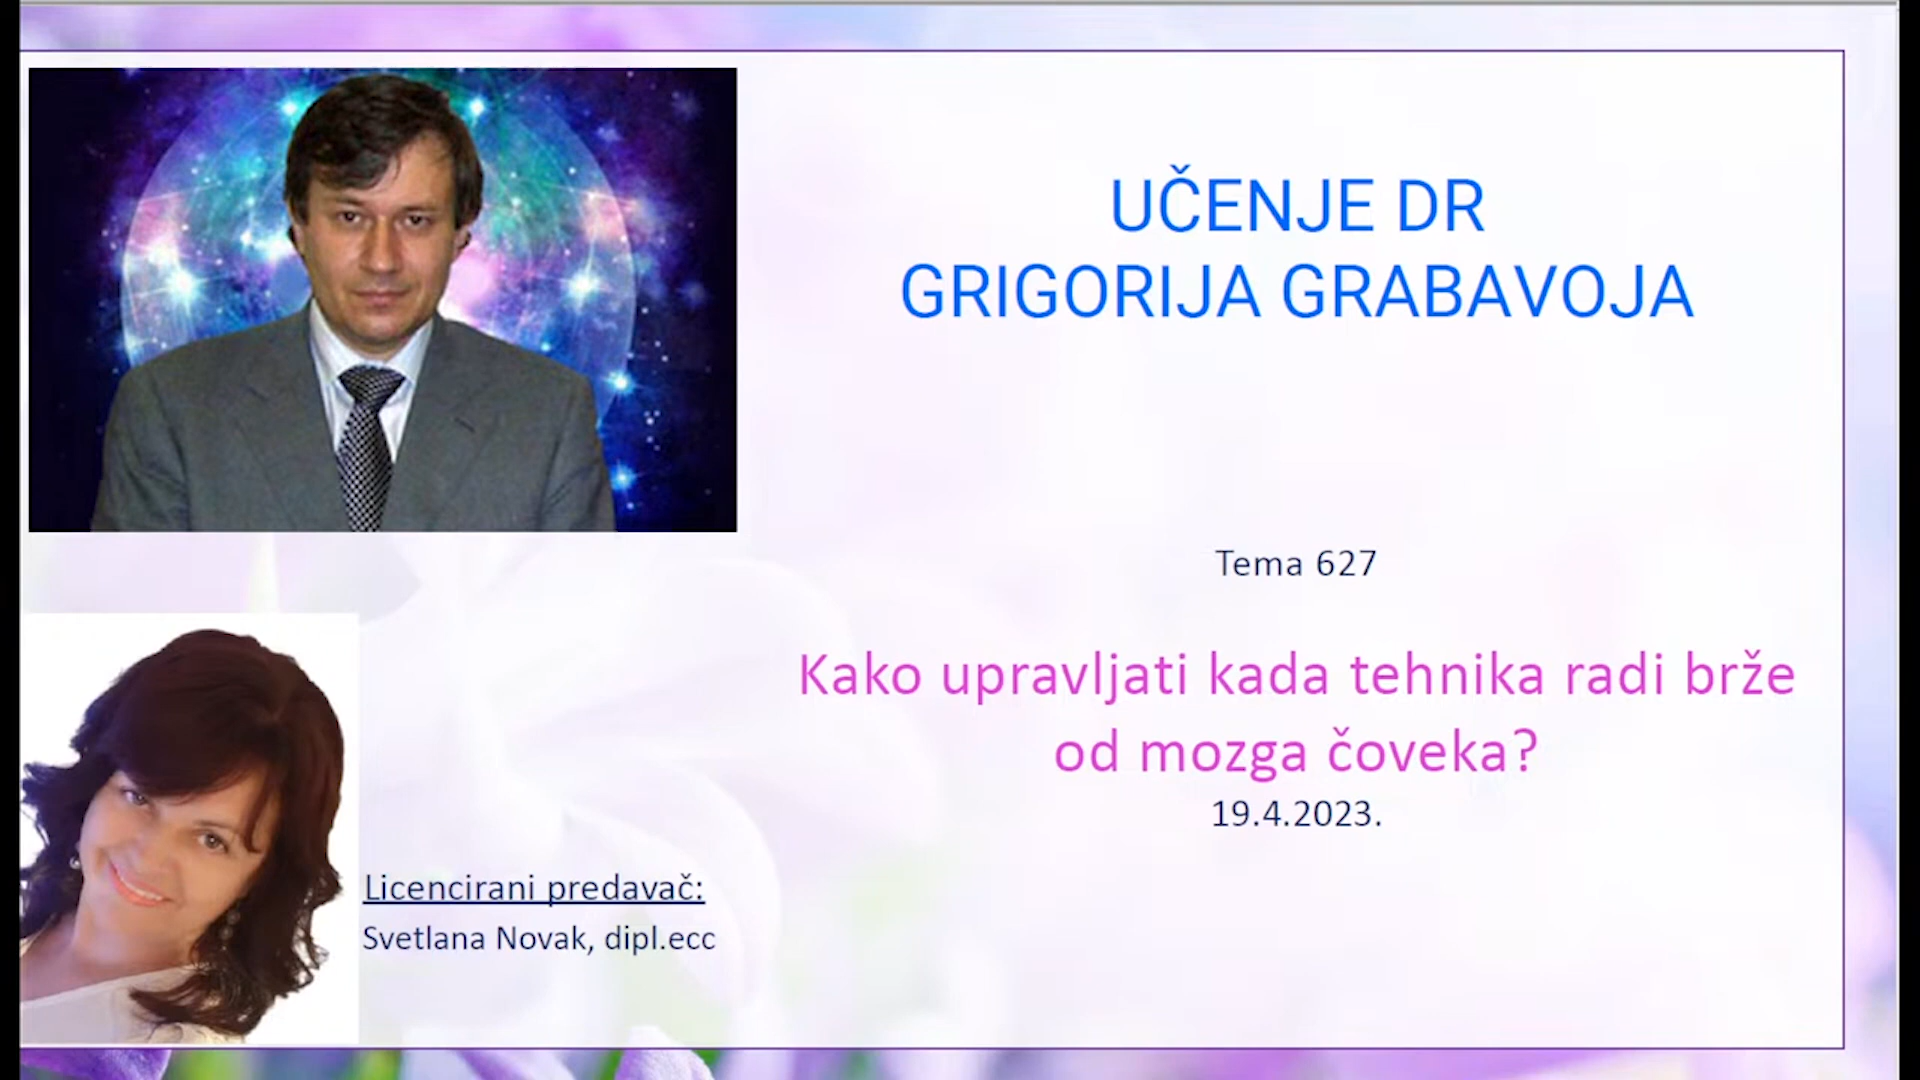 UČENJE DR
GRIGORIJA GRABAVOJA
Tema 627
Kako upravljati kada tehnika radi brže
od mozga čoveka?
19.4.2023.
Licencirani predavač:
Svetlana Novak, dipl.ecc